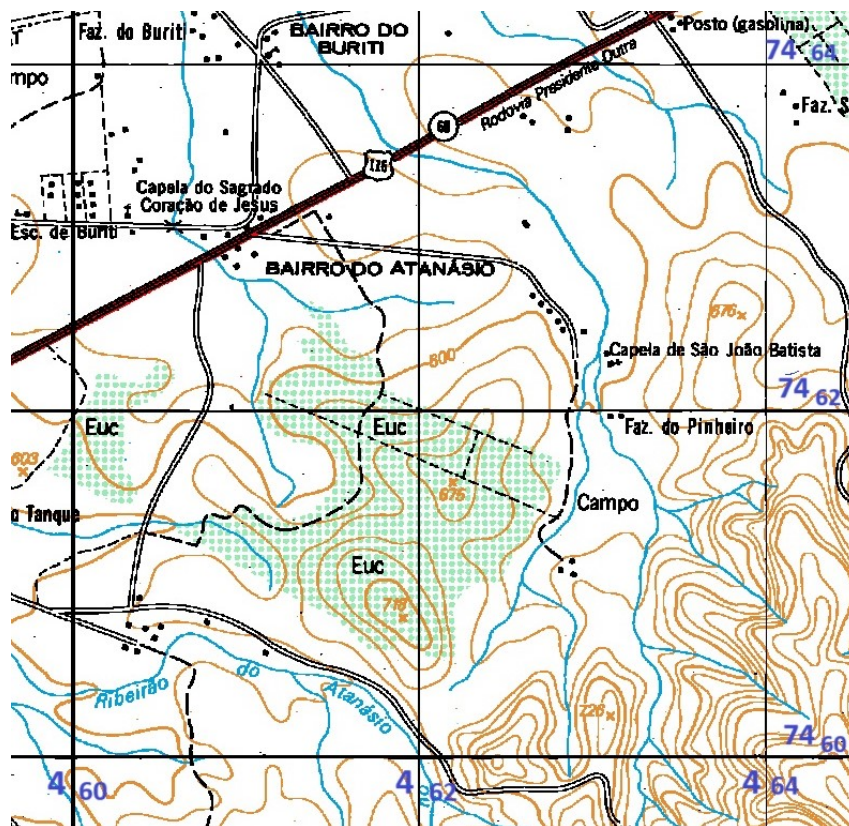 Faz. do Buriti
BAIRRO DO
BURITI
Posto (gasolina)
74 64
mpo
Rodovia Presidente Dutra
Faz. S
60
116
Capela do Sagrado
Coração de Jesus
Esc. de Buriti
BAIRRO DO ATANÁSIO
676
600
Capela de São João Batista
74 62
Euc
Euc
Faz. do Pinheiro
603
675
Campo
o Tanque
Euc
716
Ribeirão do Atanásio
726
74 60
4 60
4 62
4 64